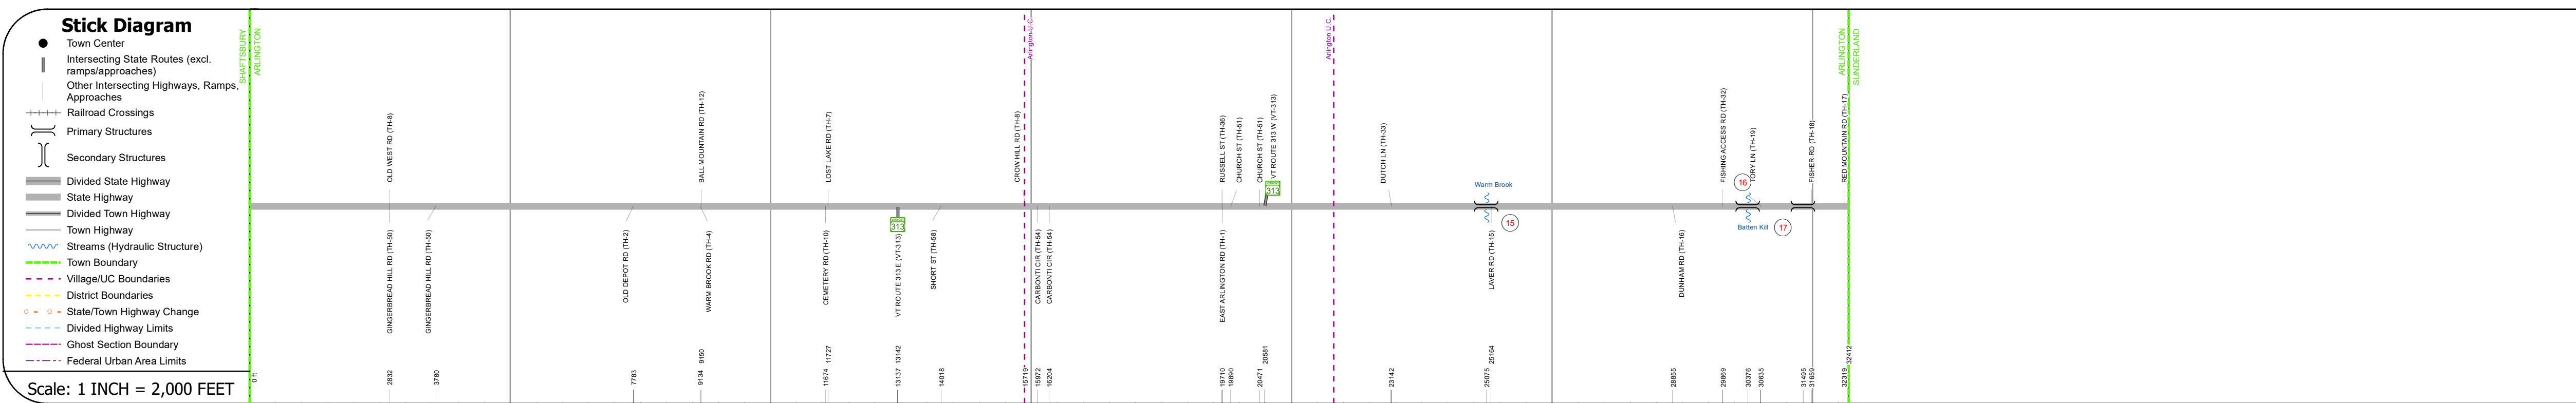 Stick Diagram
Town Center
Intersecting State Routes (excl.
ramps/approaches)
Other Intersecting Highways, Ramps,
Approaches
Railroad Crossings
Primary Structures
Secondary Structures
Divided State Highway
State Highway
Divided Town Highway
Town Highway
Streams (Hydraulic Structure)
Town Boundary
Village/UC Boundaries
District Boundaries
State/Town Highway Change
Divided Highway Limits
Ghost Section Boundary
Federal Urban Area Limits
Scale: 1 INCH = 2,000 FEET
SHAFTSBURY
ARLINGTON
Arlington U.C.
Arlington U.C.
ARLINGTON
SUNDERLAND
OLD WEST RD (TH-8)
BALL MOUNTAIN RD (TH-12)
LOST LAKE RD (TH-7)
CROW HILL RD (TH-8)
RUSSELL ST (TH-36)
CHURCH ST (TH-51)
CHURCH ST (TH-51)
VT ROUTE 313 W (VT-313)
DUTCH LN (TH-33)
FISHING ACCESS RD (TH-32)
TORY LN (TH-19)
FISHER RD (TH-18)
RED MOUNTAIN RD (TH-17)
313
Warm Brook
16
313
15
Batten Kill
17
GINGERBREAD HILL RD (TH-50)
GINGERBREAD HILL RD (TH-50)
OLD DEPOT RD (TH-2)
WARM BROOK RD (TH-4)
CEMETERY RD (TH-10)
VT ROUTE 313 E (VT-313)
SHORT ST (TH-58)
CARBONTI CIR (TH-54)
CARBONTI CIR (TH-54)
EAST ARLINGTON RD (TH-1)
LAVER RD (TH-15)
DUNHAM RD (TH-16)
0 ft
2832
3780
7783
9134
9150
11674
11727
13137
13142
14018
15719
15972
16204
19710
19890
20471
20581
23142
25075
25164
28855
29869
30376
30635
31495
31659
32319
32412